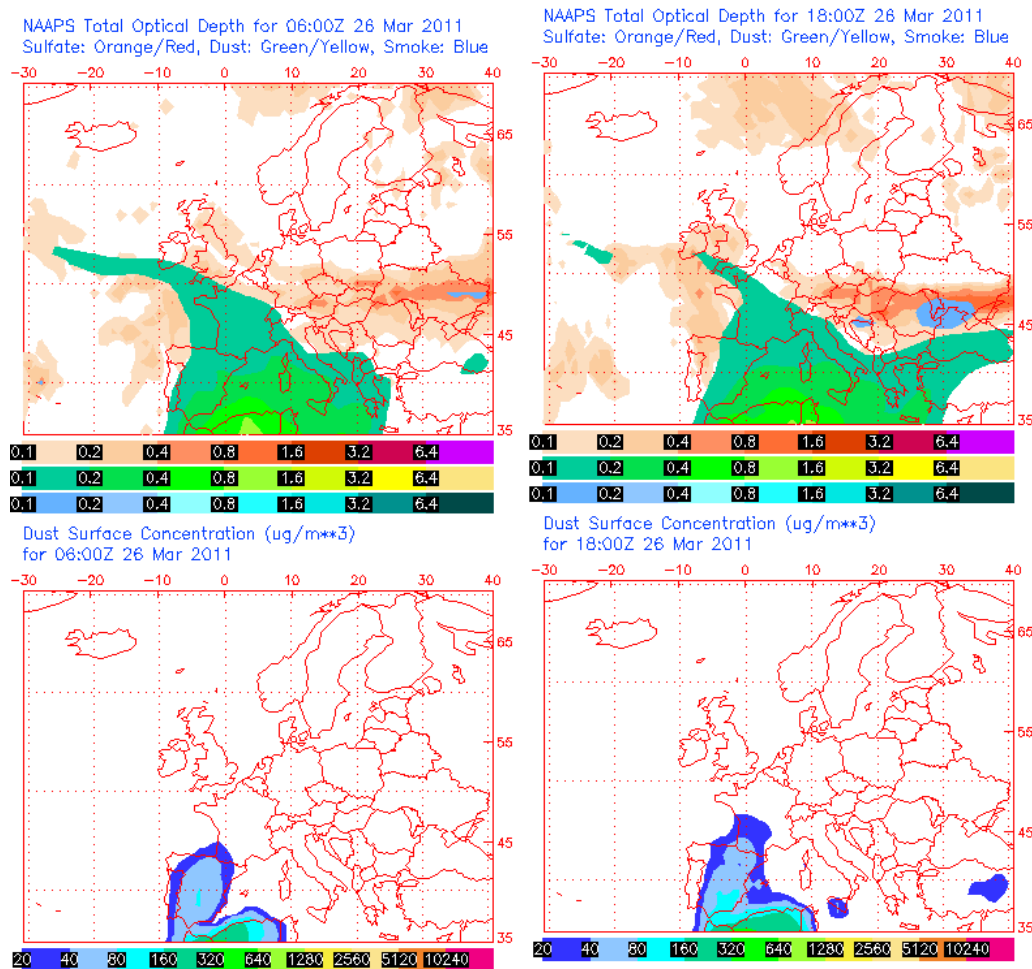 NAAPS Total Optical Depth for 06:00Z 26 Mar 2011
Sulfate: Orange/Red, Dust: Green/Yellow, Smoke: Blue
-30 -20 -10 0 10 20 30 40
65
55
45
35
0.1 0.2 0.4 0.8 1.6 3.2 6.4
0.1 0.2 0.4 0.8 1.6 3.2 6.4
0.1 0.2 0.4 0.8 1.6 3.2 6.4
NAAPS Total Optical Depth for 18:00Z 26 Mar 2011
Sulfate: Orange/Red, Dust: Green/Yellow, Smoke: Blue
-30 -20 -10 0 10 20 30 40
65
55
45
35
0.1 0.2 0.4 0.8 1.6 3.2 6.4
0.1 0.2 0.4 0.8 1.6 3.2 6.4
0.1 0.2 0.4 0.8 1.6 3.2 6.4
Dust Surface Concentration (ug/m**3)
for 06:00Z 26 Mar 2011
-30 -20 -10 0 10 20 30 40
65
55
45
35
20 40 80 160 320 640 1280 2560 5120 10240
Dust Surface Concentration (ug/m**3)
for 18:00Z 26 Mar 2011
-30 -20 -10 0 10 20 30 40
65
55
45
35
20 40 80 160 320 640 1280 2560 5120 10240